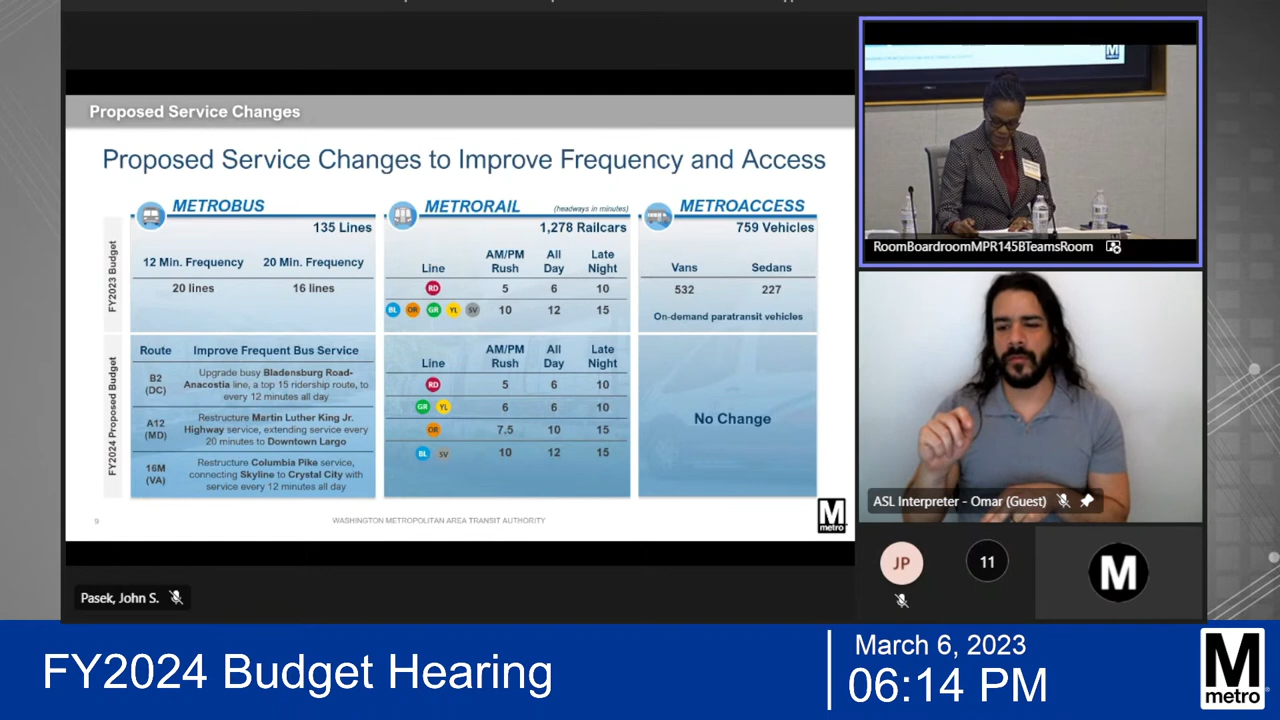 Proposed Service Changes
Proposed Service Changes to Improve Frequency and Access
FY2023 Budget
METROBUS
135 Lines
12 Min. Frequency 20 Min. Frequency
20 lines 16 lines
METRORAIL (headways in minutes)
1,278 Railcars
Line AM/PM Rush All Day Late Night
RD 5 6 10
BL OR GR YL SV 10 12 15
METROACCESS
759 Vehicles
Vans Sedans
532 227
On-demand paratransit vehicles
FY2024 Proposed Budget
Route Improve Frequent Bus Service
B2 (DC)
Upgrade busy Bladensburg Road-
Anacostia line, a top 15 ridership route, to
every 12 minutes all day
A12 (MD)
Restructure Martin Luther King Jr.
Highway service, extending service every
20 minutes to Downtown Largo
16M (VA)
Restructure Columbia Pike service,
connecting Skyline to Crystal City with
service every 12 minutes all day
Line AM/PM Rush All Day Late Night
RD 5 6 10
GR YL 6 6 10
OR 7.5 10 15
BL SV 10 12 15
No Change
9
WASHINGTON METROPOLITAN AREA TRANSIT AUTHORITY
M
metro
Pasek, John S.
M
RoomBoardroomMPR145BTeamsRoom
ASL Interpreter - Omar (Guest)
JP
11
M
FY2024 Budget Hearing
March 6, 2023
06:14 PM
M
metro